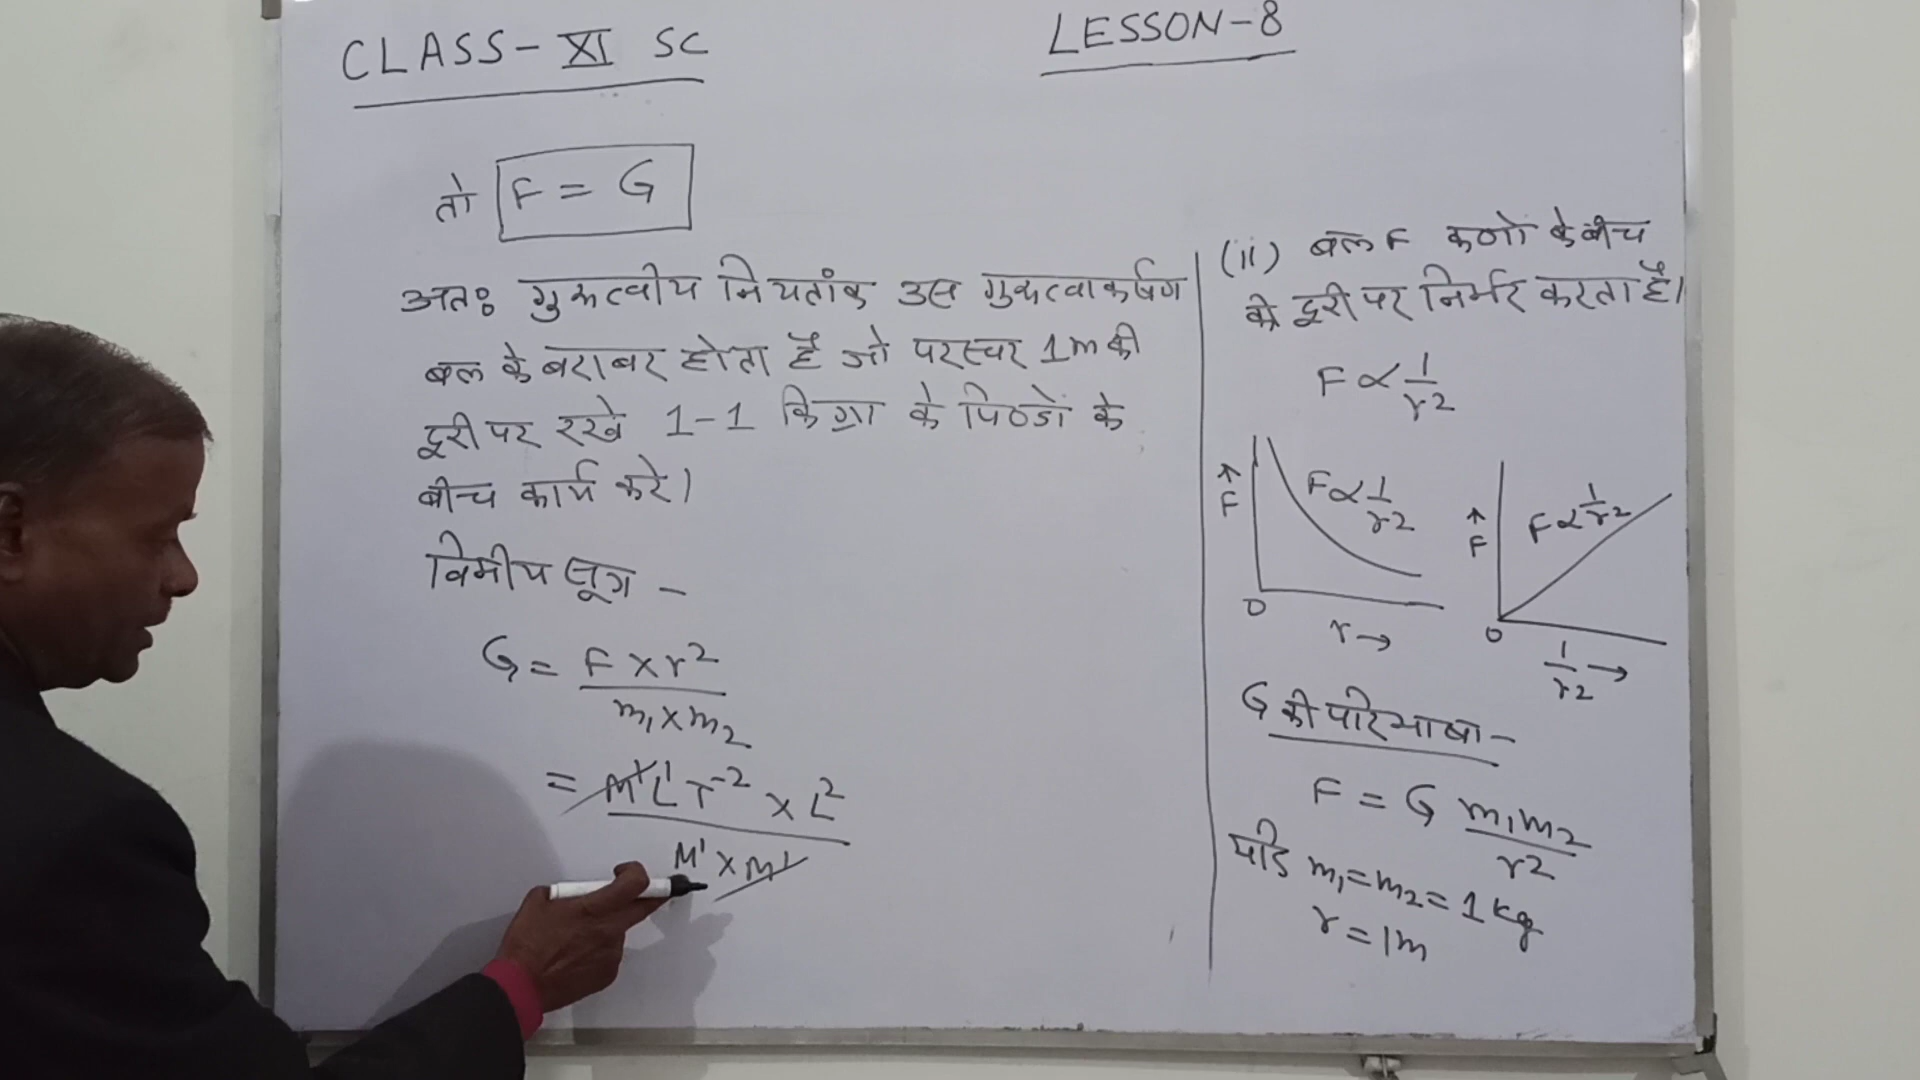 CLASS-XI SC
LESSON-8
तो F = G
अतः गुरुत्वीय नियतांक उस गुरुत्वाकर्षण
बल के बराबर होता है जो परस्पर 1m की
दूरी पर रखे 1-1 किग्रा के पिण्डों के
बीच कार्य करे।
विमीय सूत्र -
G = F × r² / m₁ × m₂
= M¹L¹T⁻² × L² / M¹ × M¹
(ii) बल F कणों के बीच
की दूरी पर निर्भर करता है।
F ∝ 1/r²
↑ F
F ∝ 1/r²
O
r →
↑ F
F ∝ 1/r²
O
1/r² →
G की परिभाषा -
F = G m₁m₂/r²
यदि m₁ = m₂ = 1 kg
r = 1m